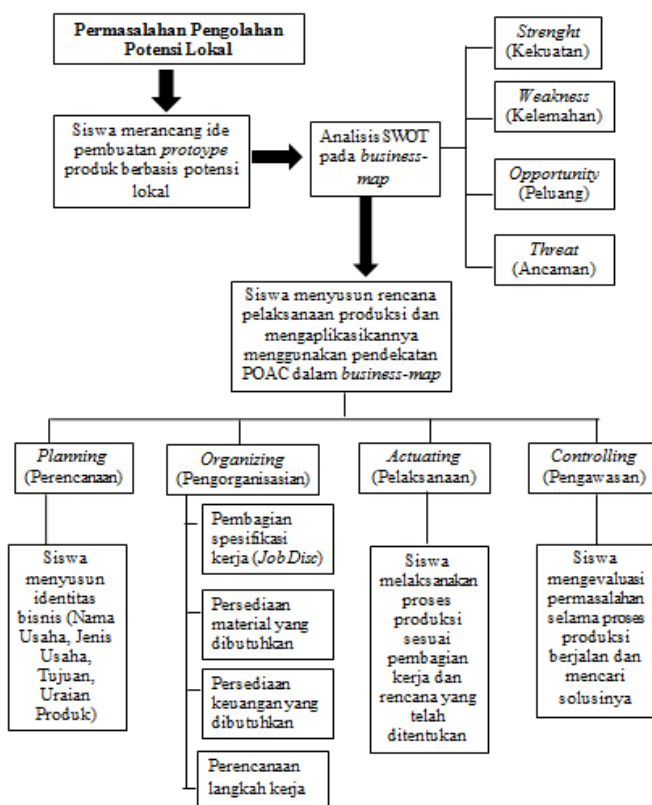 Permasalahan Pengolahan
Potensi Lokal
Siswa merancang ide
pembuatan protoype
produk berbasis potensi
lokal
Analisis SWOT
pada business-
map
Strenght
(Kekuatan)
Weakness
(Kelemahan)
Opportunity
(Peluang)
Threat
(Ancaman)
Siswa menyusun rencana
pelaksanaan produksi dan
mengaplikasikannya
menggunakan pendekatan
POAC dalam business-map
Planning
(Perencanaan)
Siswa
menyusun
identitas
bisnis (Nama
Usaha, Jenis
Usaha,
Tujuan,
Uraian
Produk)
Organizing
(Pengorganisasian)
Pembagian
spesifikasi
kerja (Job Disc)
Persediaan
material yang
dibutuhkan
Persediaan
keuangan yang
dibutuhkan
Perencanaan
langkah kerja
Actuating
(Pelaksanaan)
Siswa
melaksanakan
proses
produksi
sesuai
pembagian
kerja dan
rencana yang
telah
ditentukan
Controlling
(Pengawasan)
Siswa
mengevaluasi
permasalahan
selama proses
produksi
berjalan dan
mencari
solusinya